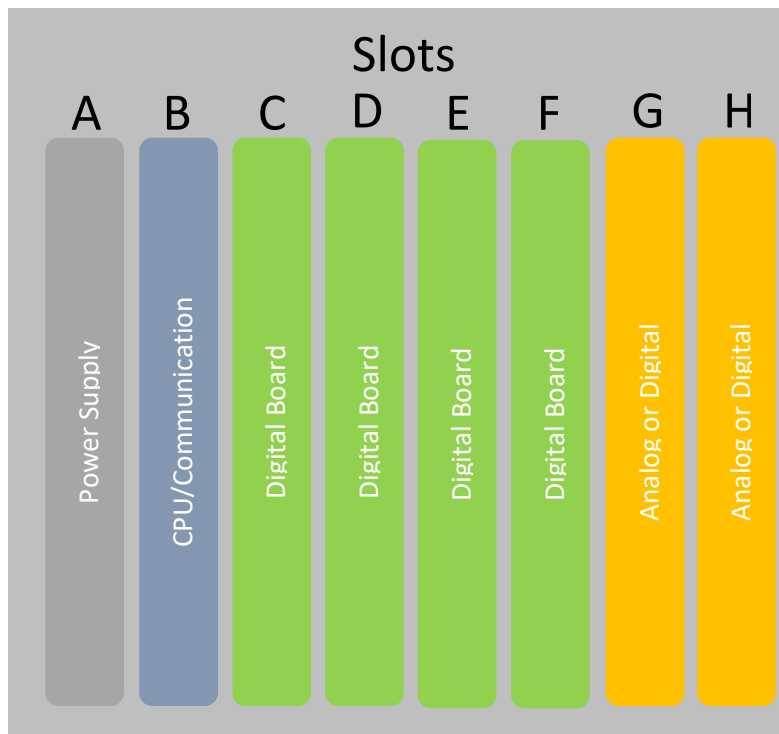 Slots
A B C D E F G H
Power Supply
CPU/Communication
Digital Board
Digital Board
Digital Board
Digital Board
Analog or Digital
Analog or Digital